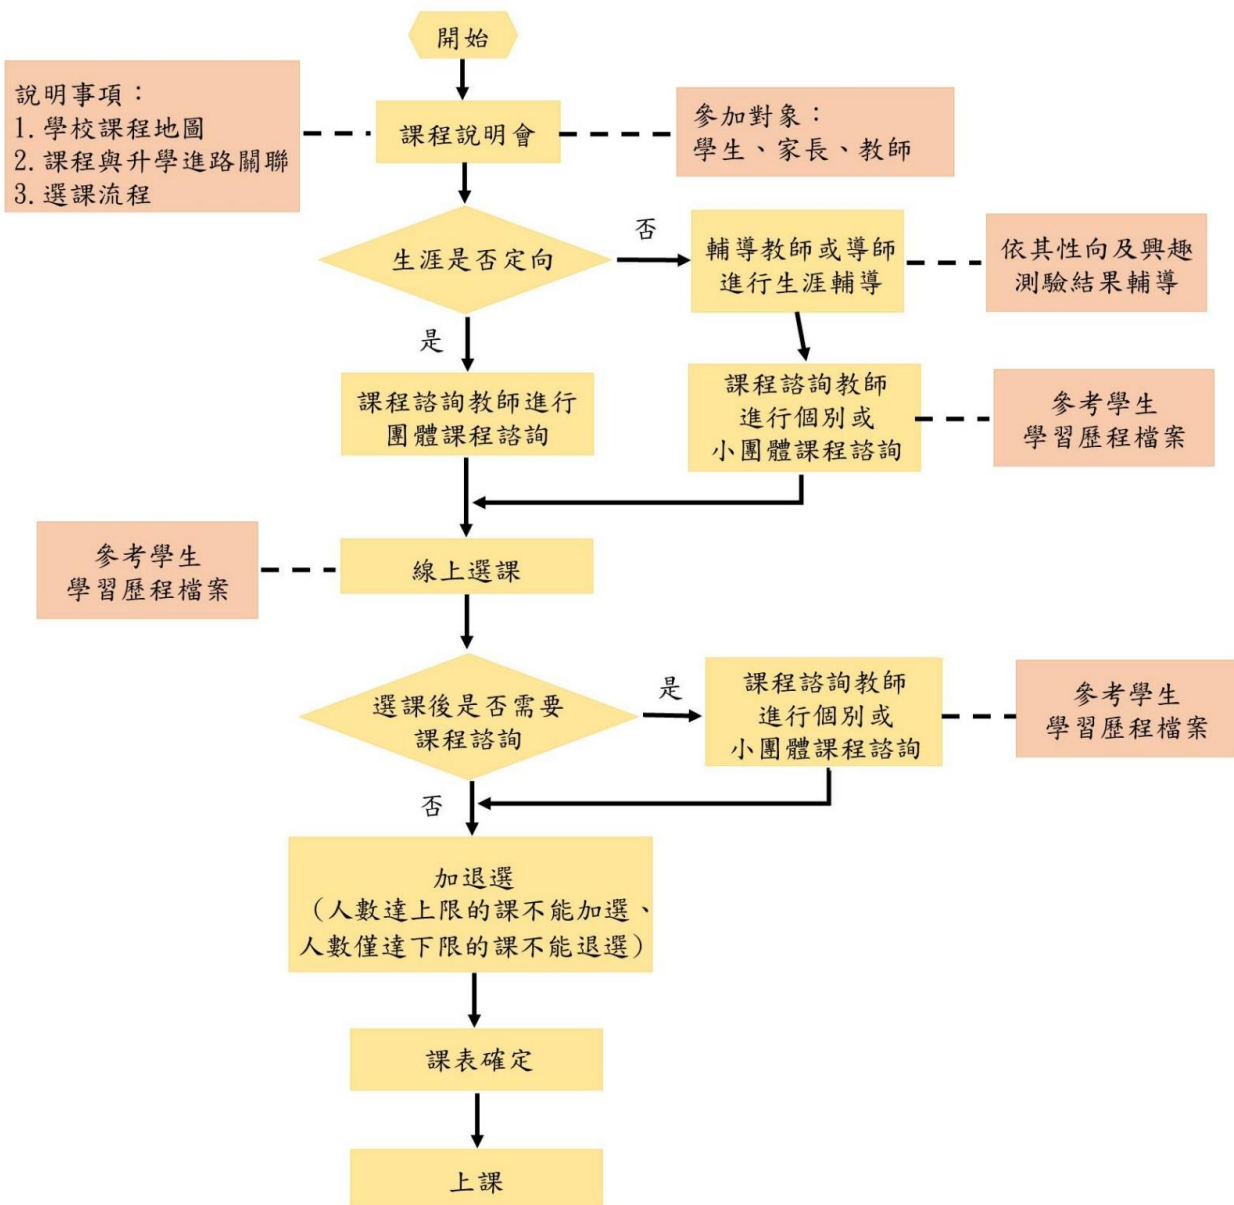 開始
說明事項：
1.學校課程地圖
2.課程與升學進路關聯
3.選課流程
課程說明會
參加對象：
學生、家長、教師
生涯是否定向
否
輔導教師或導師
進行生涯輔導
依其性向及興趣
測驗結果輔導
是
課程諮詢教師進行
團體課程諮詢
課程諮詢教師
進行個別或
小團體課程諮詢
參考學生
學習歷程檔案
參考學生
學習歷程檔案
線上選課
選課後是否需要
課程諮詢
是
課程諮詢教師
進行個別或
小團體課程諮詢
參考學生
學習歷程檔案
否
加退選
（人數達上限的課不能加選、
人數僅達下限的課不能退選）
課表確定
上課